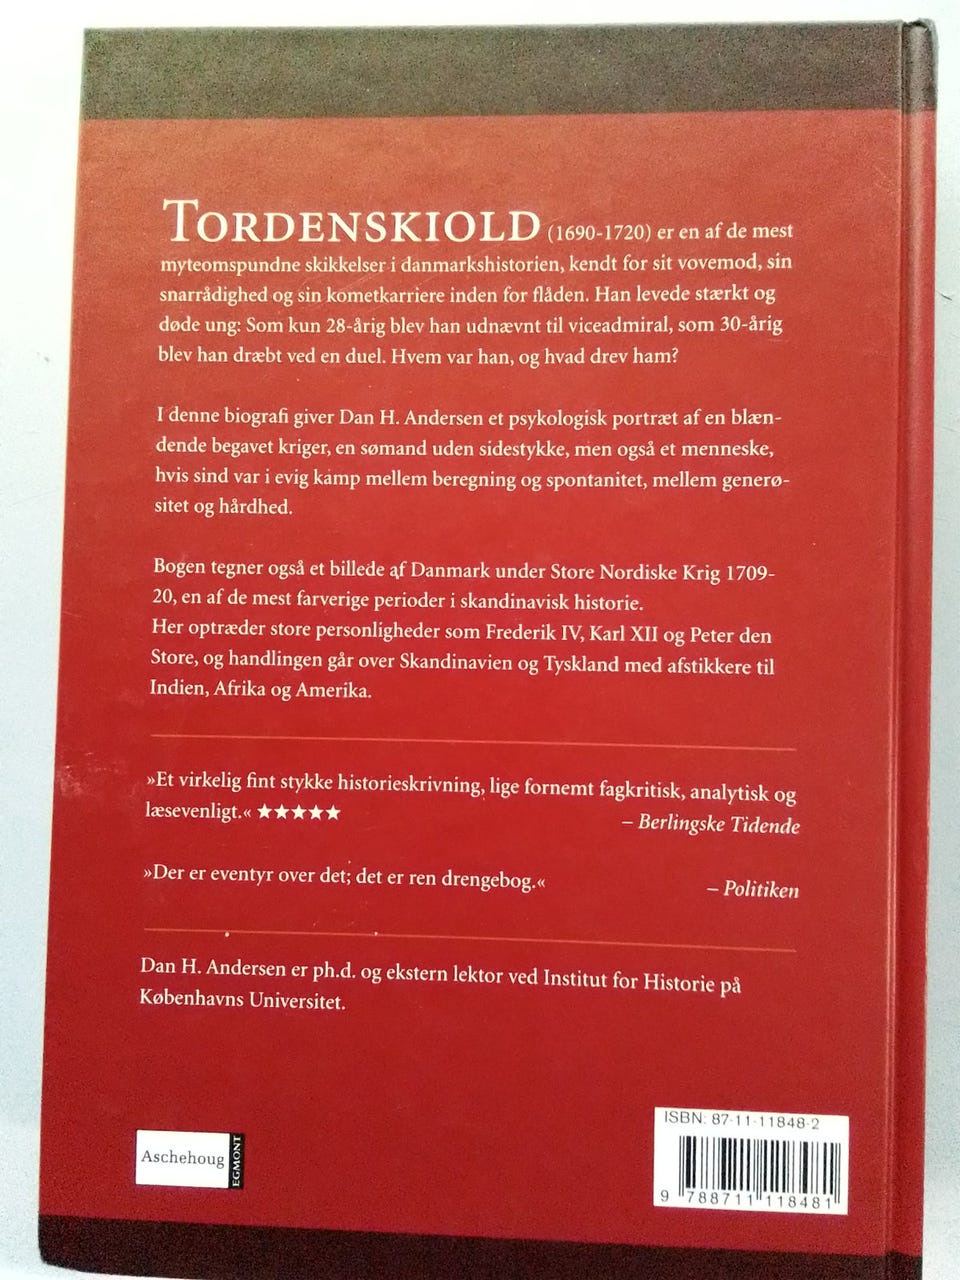 TORDENSKIOLD (1690-1720) er en af de mest
myteomspundne skikkelser i danmarkshistorien, kendt for sit vovemod, sin
snarrådighed og sin kometkarriere inden for flåden. Han levede stærkt og
døde ung: Som kun 28-årig blev han udnævnt til viceadmiral, som 30-årig
blev han dræbt ved en duel. Hvem var han, og hvad drev ham?
I denne biografi giver Dan H. Andersen et psykologisk portræt af en blæn-
dende begavet kriger, en sømand uden sidestykke, men også et menneske,
hvis sind var i evig kamp mellem beregning og spontanitet, mellem generø-
sitet og hårdhed.
Bogen tegner også et billede af Danmark under Store Nordiske Krig 1709-
20, en af de mest farverige perioder i skandinavisk historie.
Her optræder store personligheder som Frederik IV, Karl XII og Peter den
Store, og handlingen går over Skandinavien og Tyskland med afstikkere til
Indien, Afrika og Amerika.
»Et virkelig fint stykke historieskrivning, lige fornemt fagkritisk, analytisk og
læsevenligt.« ★★★★★ – Berlingske Tidende
»Der er eventyr over det; det er ren drengebog.« – Politiken
Dan H. Andersen er ph.d. og ekstern lektor ved Institut for Historie på
Københavns Universitet.
Aschehoug EGMONT
ISBN: 87-11-11848-2
9 788711 118481